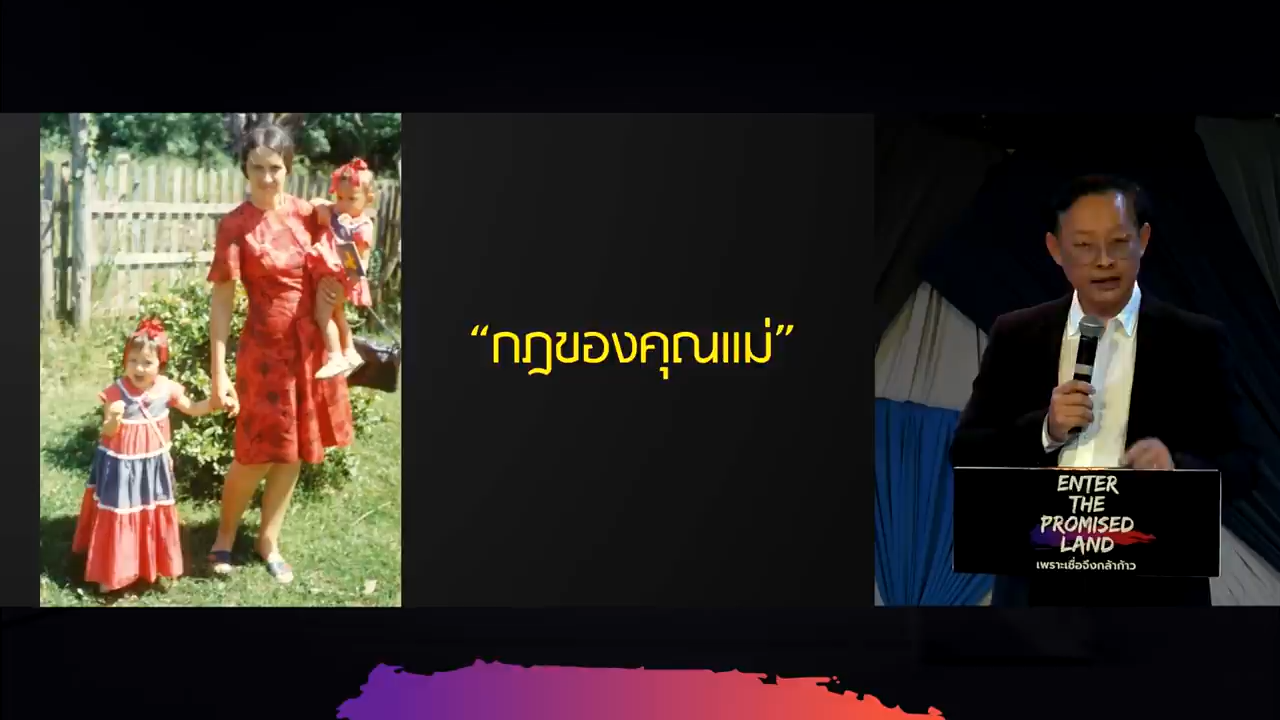 “กฎของคุณแม่”
ENTER
THE
PROMISED
LAND
เพราะเชื่อจึงกล้าก้าว